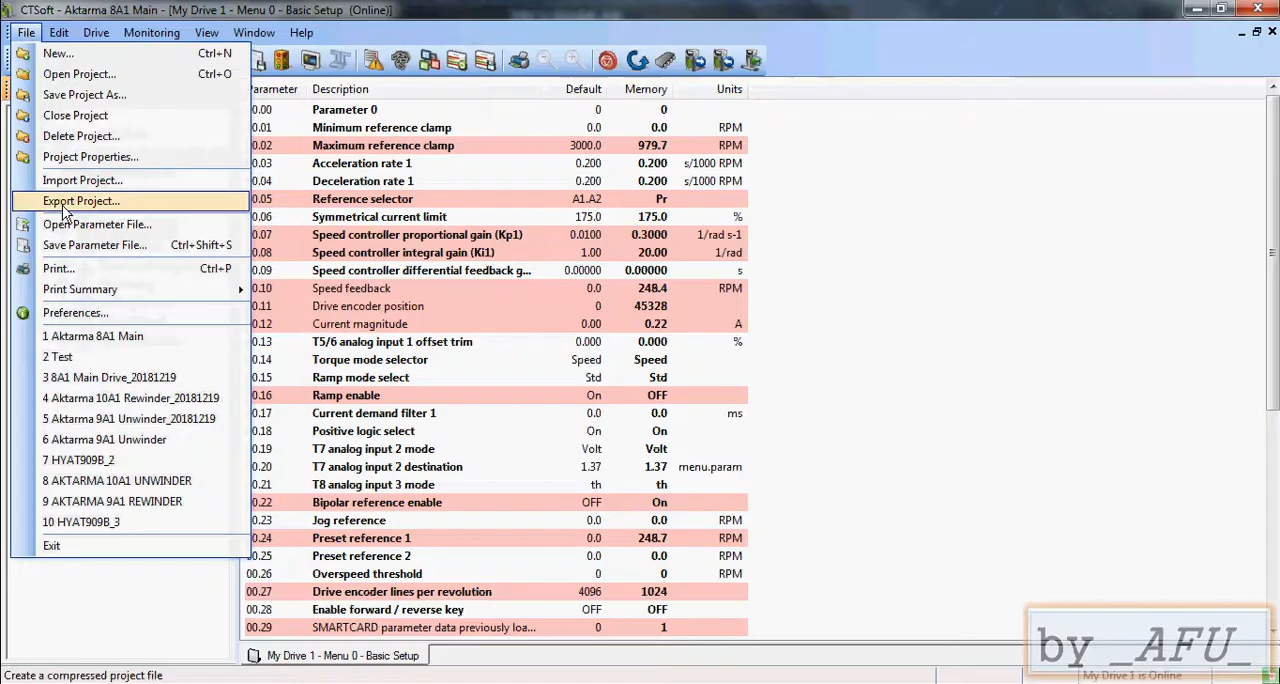 CTSoft - Aktarma 8A1 Main - [My Drive 1 - Menu 0 - Basic Setup (Online)]
File Edit Drive Monitoring View Window Help
New... Ctrl+N
Open Project... Ctrl+O
Save Project As...
Close Project
Delete Project...
Project Properties...
Import Project...
Export Project...
Open Parameter File...
Save Parameter File... Ctrl+Shift+S
Print... Ctrl+P
Print Summary
Preferences...
1 Aktarma 8A1 Main
2 Test
3 8A1 Main Drive_20181219
4 Aktarma 10A1 Rewinder_20181219
5 Aktarma 9A1 Unwinder_20181219
6 Aktarma 9A1 Unwinder
7 HYAT909B_2
8 AKTARMA 10A1 UNWINDER
9 AKTARMA 9A1 REWINDER
10 HYAT909B_3
Exit
arameter Description Default Memory Units
00.00 Parameter 0 0 0
00.01 Minimum reference clamp 0.0 0.0 RPM
00.02 Maximum reference clamp 3000.0 979.7 RPM
00.03 Acceleration rate 1 0.200 0.200 s/1000 RPM
00.04 Deceleration rate 1 0.200 0.200 s/1000 RPM
00.05 Reference selector A1.A2 Pr
00.06 Symmetrical current limit 175.0 175.0 %
00.07 Speed controller proportional gain (Kp1) 0.0100 0.3000 1/rad s-1
00.08 Speed controller integral gain (Ki1) 1.00 20.00 1/rad
00.09 Speed controller differential feedback g... 0.00000 0.00000 s
00.10 Speed feedback 0.0 248.4 RPM
00.11 Drive encoder position 0 45328
00.12 Current magnitude 0.00 0.22 A
00.13 T5/6 analog input 1 offset trim 0.000 0.000 %
00.14 Torque mode selector Speed Speed
00.15 Ramp mode select Std Std
00.16 Ramp enable On OFF
00.17 Current demand filter 1 0.0 0.0 ms
00.18 Positive logic select On On
00.19 T7 analog input 2 mode Volt Volt
00.20 T7 analog input 2 destination 1.37 1.37 menu.param
00.21 T8 analog input 3 mode th th
00.22 Bipolar reference enable OFF On
00.23 Jog reference 0.0 0.0 RPM
00.24 Preset reference 1 0.0 248.7 RPM
00.25 Preset reference 2 0.0 0.0 RPM
00.26 Overspeed threshold 0 0 RPM
00.27 Drive encoder lines per revolution 4096 1024
00.28 Enable forward / reverse key OFF OFF
00.29 SMARTCARD parameter data previously loa... 0 1
My Drive 1 - Menu 0 - Basic Setup
by _AFU_
Create a compressed project file My Drive 1 is Online